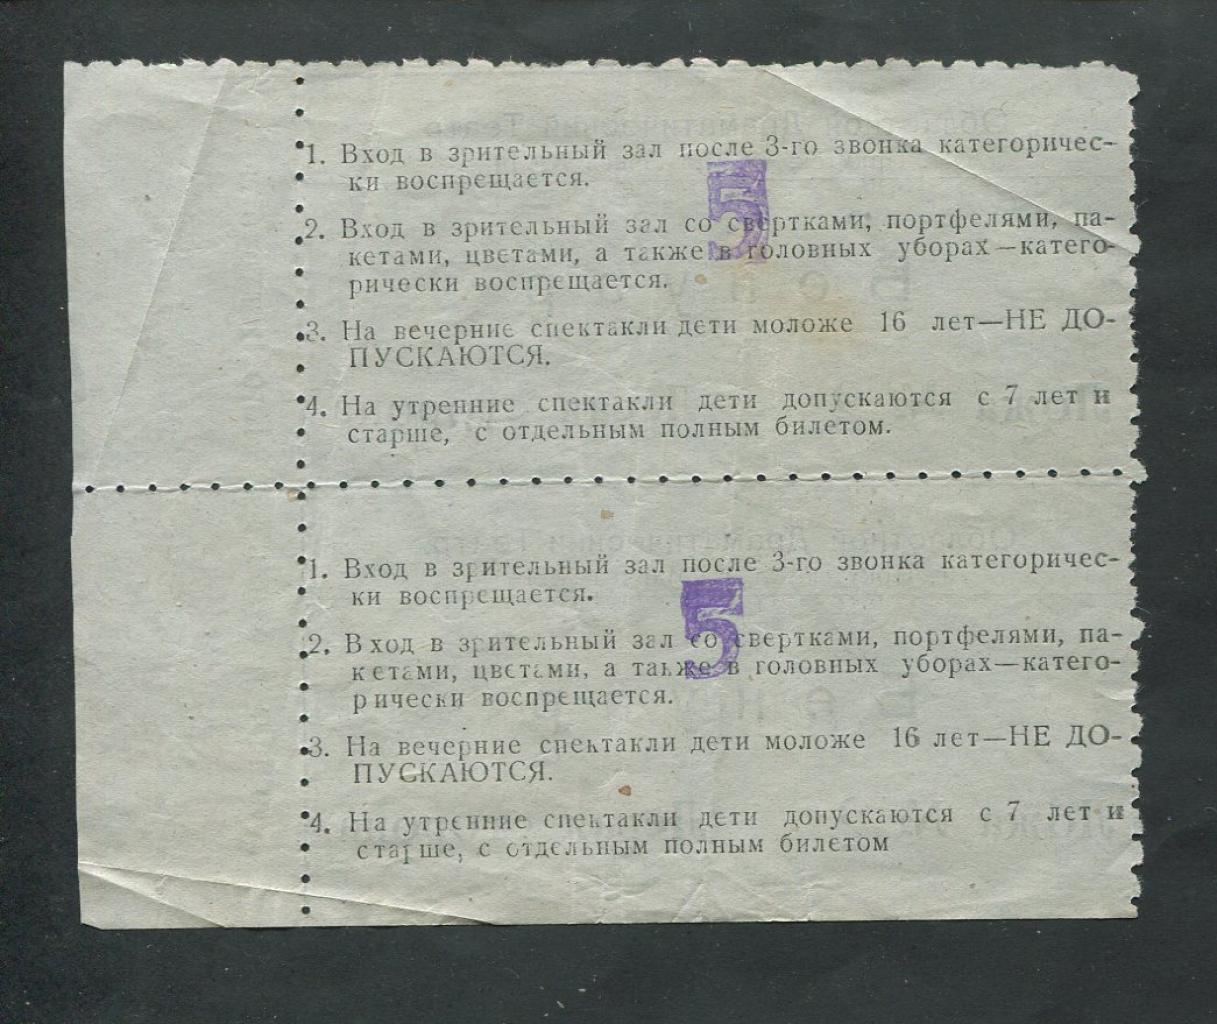 1. Вход в зрительный зал после 3-го звонка категоричес-
ки воспрещается.
5
2. Вход в зрительный зал со свертками, портфелями, па-
кетами, цветами, а также в головных уборах—катего-
рически воспрещается.
3. На вечерние спектакли дети моложе 16 лет—НЕ ДО-
ПУСКАЮТСЯ.
4. На утренние спектакли дети допускаются с 7 лет и
старше, с отдельным полным билетом.
1. Вход в зрительный зал после 3-го звонка категоричес-
ки воспрещается.
5
2. Вход в зрительный зал со свертками, портфелями, па-
кетами, цветами, а также в головных уборах—катего-
рически воспрещается.
3. На вечерние спектакли дети моложе 16 лет—НЕ ДО-
ПУСКАЮТСЯ.
4. На утренние спектакли дети допускаются с 7 лет и
старше, с отдельным полным билетом